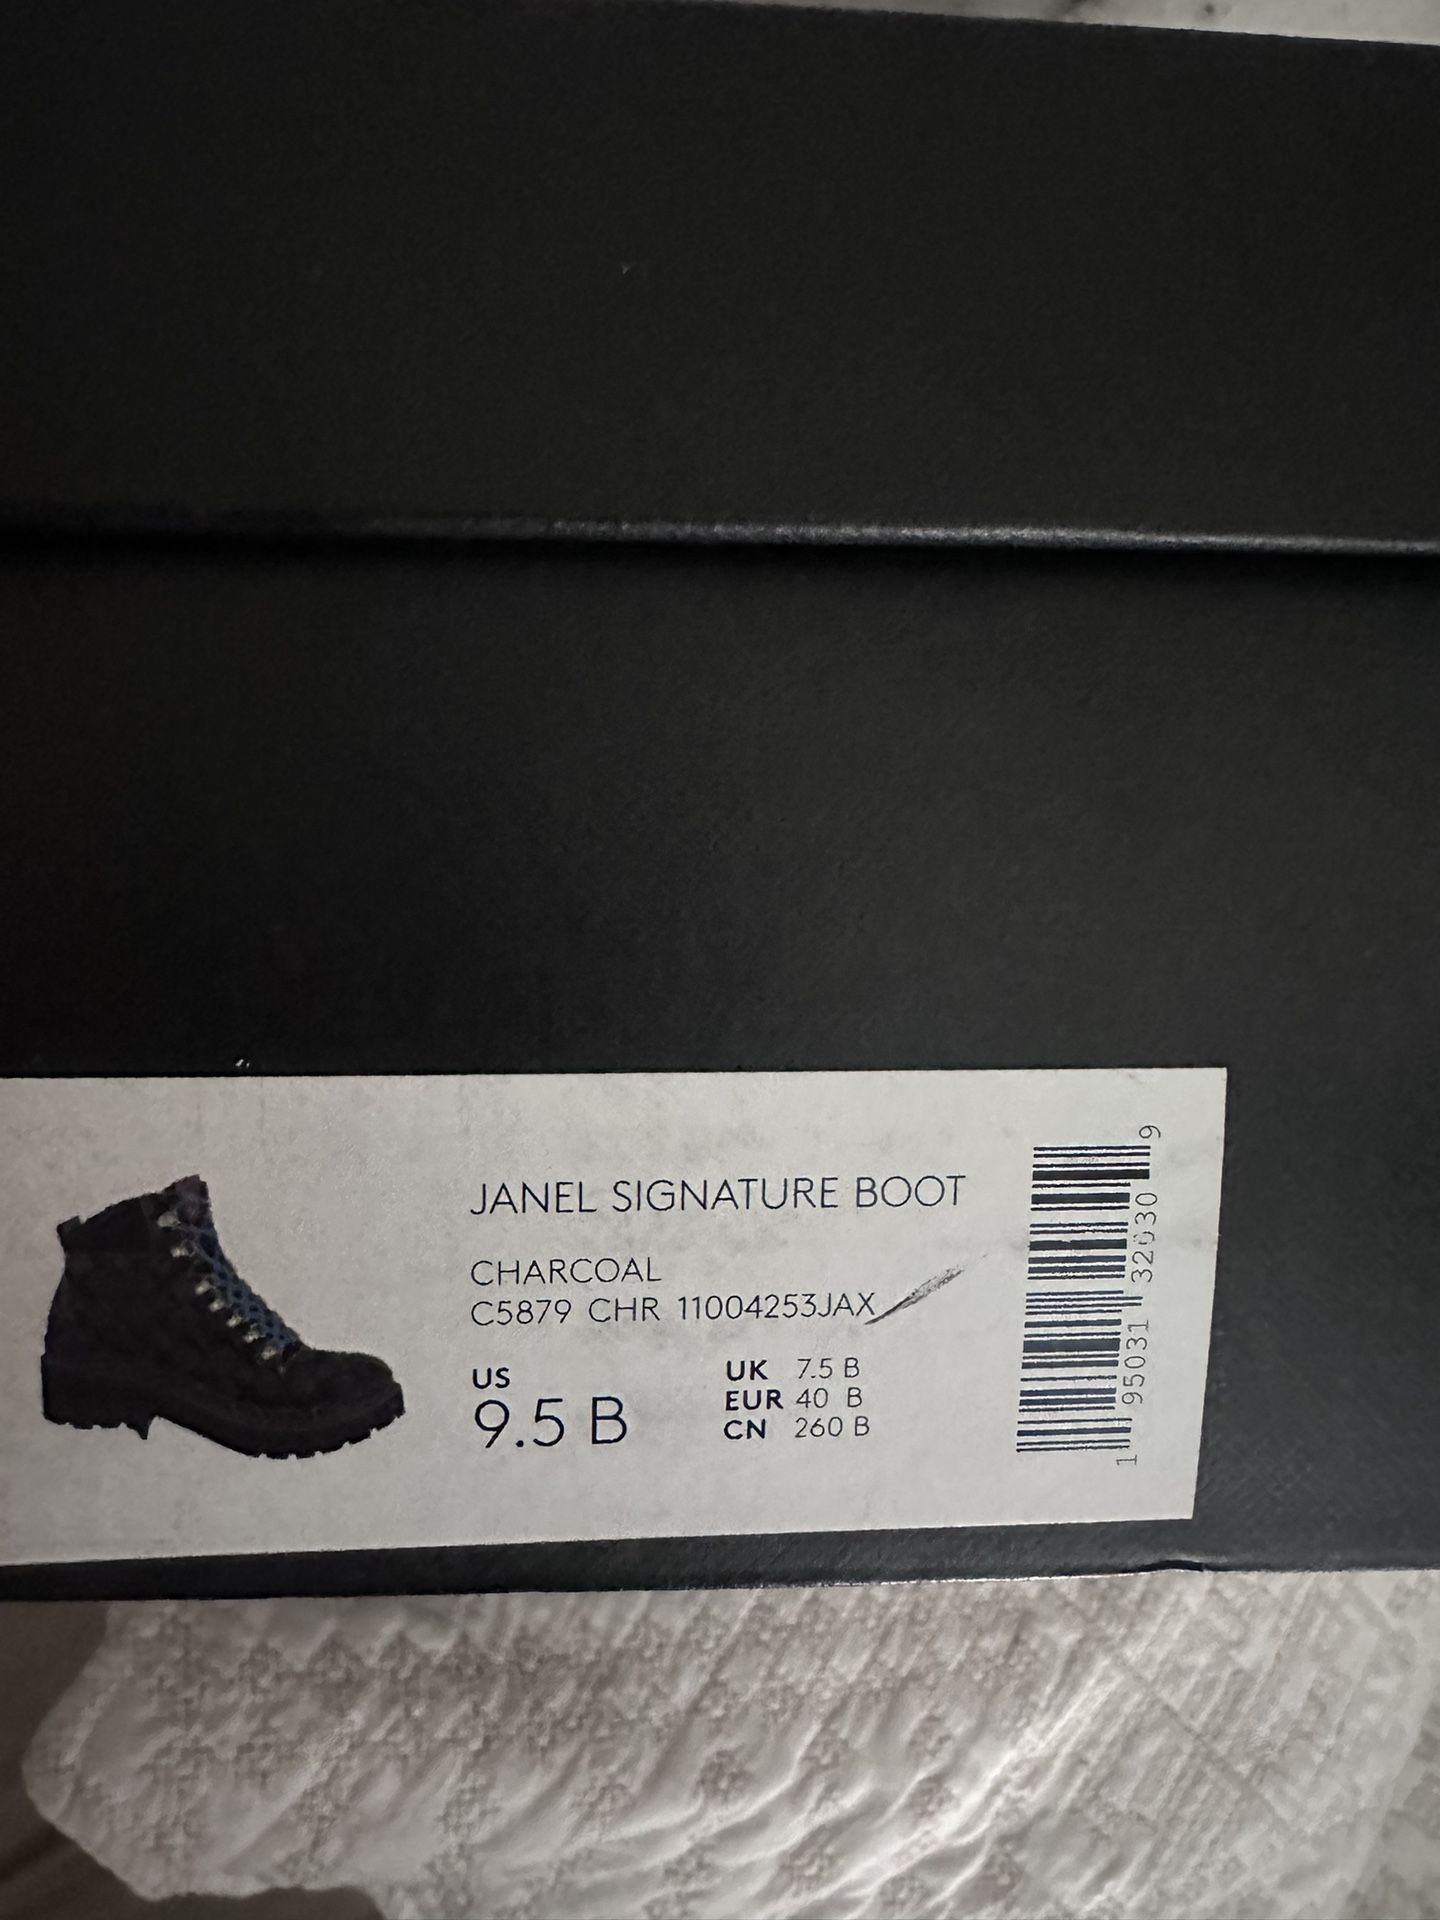 JANEL SIGNATURE BOOT
CHARCOAL
C5879 CHR 11004253JAX
US
9.5 B
UK 7.5 B
EUR 40 B
CN 260 B
1 95031 32030 9